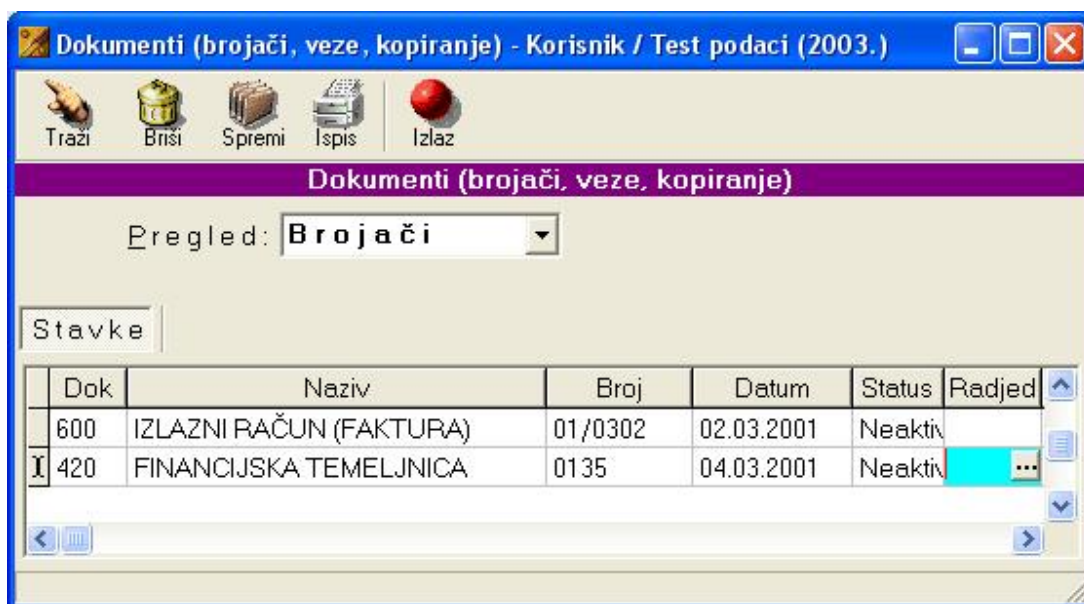 Dokumenti (brojači, veze, kopiranje) - Korisnik / Test podaci (2003.)
Traži Briši Spremi Ispis Izlaz
Dokumenti (brojači, veze, kopiranje)
Pregled: Brojači
Stavke
Dok Naziv Broj Datum Status Radjed
600 IZLAZNI RAČUN (FAKTURA) 01/0302 02.03.2001 Neaktiv
420 FINANCIJSKA TEMELJNICA 0135 04.03.2001 Neaktiv ...